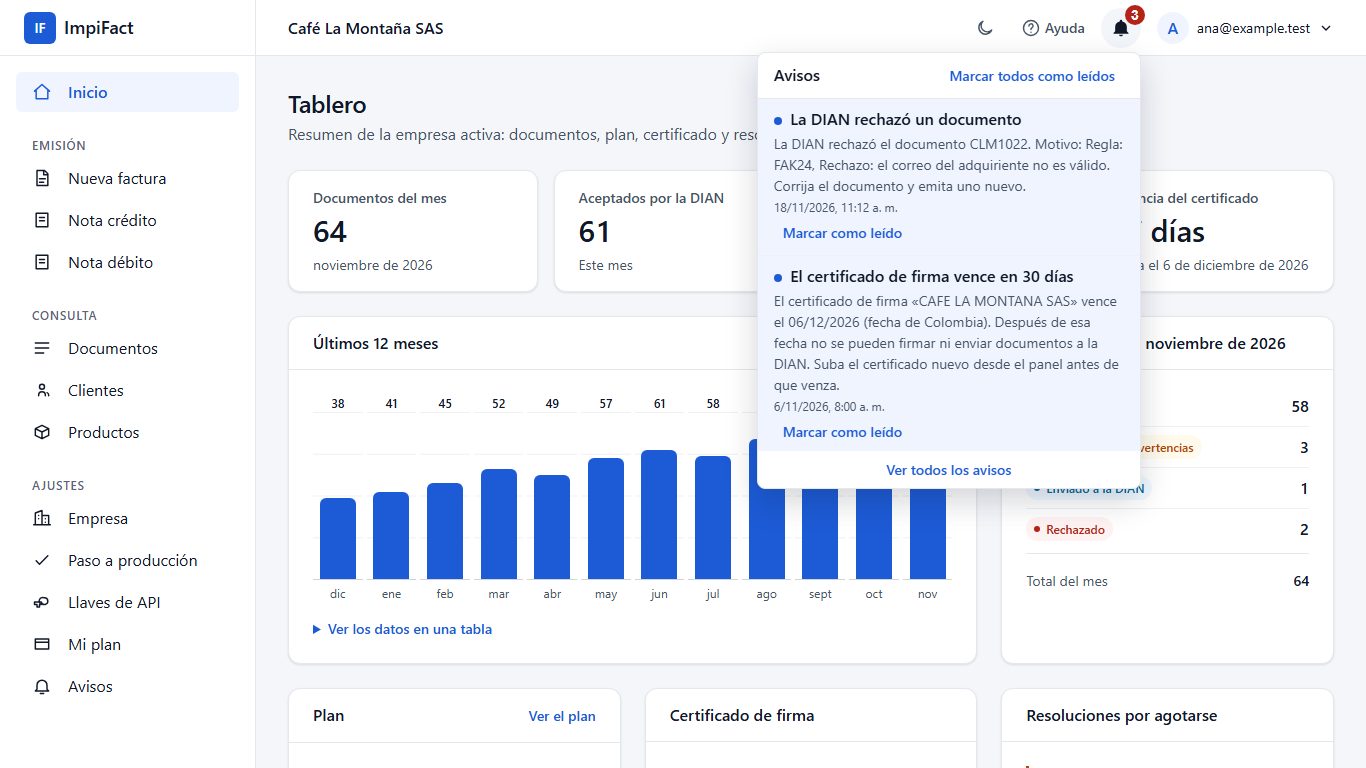 IF ImpiFact
Café La Montaña SAS
Ayuda
3
A
ana@example.test
Inicio
EMISIÓN
Nueva factura
Nota crédito
Nota débito
CONSULTA
Documentos
Clientes
Productos
AJUSTES
Empresa
Paso a producción
Llaves de API
Mi plan
Avisos
Tablero
Resumen de la empresa activa: documentos, plan, certificado y
Documentos del mes
64
noviembre de 2026
Aceptados por la DIAN
61
Este mes
del certificado
días
el 6 de diciembre de 2026
Avisos
Marcar todos como leídos
La DIAN rechazó un documento
La DIAN rechazó el documento CLM1022. Motivo: Regla:
FAK24, Rechazo: el correo del adquiriente no es válido.
Corrija el documento y emita uno nuevo.
18/11/2026, 11:12 a. m.
Marcar como leído
El certificado de firma vence en 30 días
El certificado de firma «CAFE LA MONTANA SAS» vence
el 06/12/2026 (fecha de Colombia). Después de esa
fecha no se pueden firmar ni enviar documentos a la
DIAN. Suba el certificado nuevo desde el panel antes de
que venza.
6/11/2026, 8:00 a. m.
Marcar como leído
Ver todos los avisos
Últimos 12 meses
38 41 45 52 49 57 61 58
dic ene feb mar abr may jun jul ago sept oct nov
Ver los datos en una tabla
noviembre de 2026
58
3
Enviado a la DIAN 1
Rechazado 2
Total del mes 64
Plan
Ver el plan
Certificado de firma
Resoluciones por agotarse